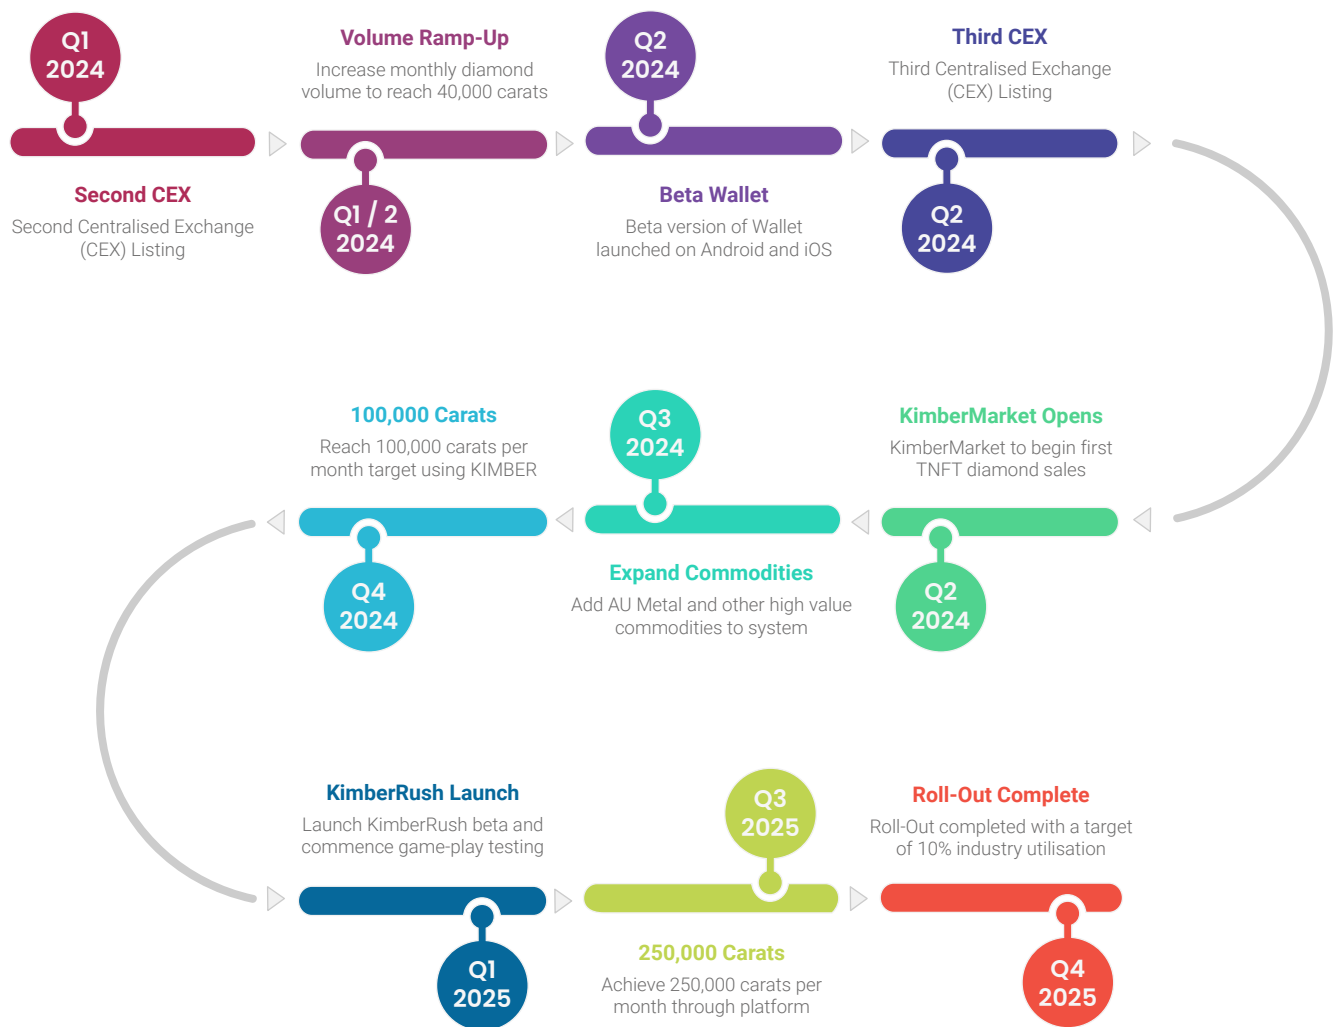 Q1
2024
Second CEX
Second Centralised Exchange
(CEX) Listing
Volume Ramp-Up
Increase monthly diamond
volume to reach 40,000 carats
Q1 / 2
2024
Q2
2024
Beta Wallet
Beta version of Wallet
launched on Android and iOS
Third CEX
Third Centralised Exchange
(CEX) Listing
Q2
2024
KimberMarket Opens
KimberMarket to begin first
TNFT diamond sales
Q2
2024
Q3
2024
Expand Commodities
Add AU Metal and other high value
commodities to system
100,000 Carats
Reach 100,000 carats per
month target using KIMBER
Q4
2024
KimberRush Launch
Launch KimberRush beta and
commence game-play testing
Q1
2025
Q3
2025
250,000 Carats
Achieve 250,000 carats per
month through platform
Roll-Out Complete
Roll-Out completed with a target
of 10% industry utilisation
Q4
2025